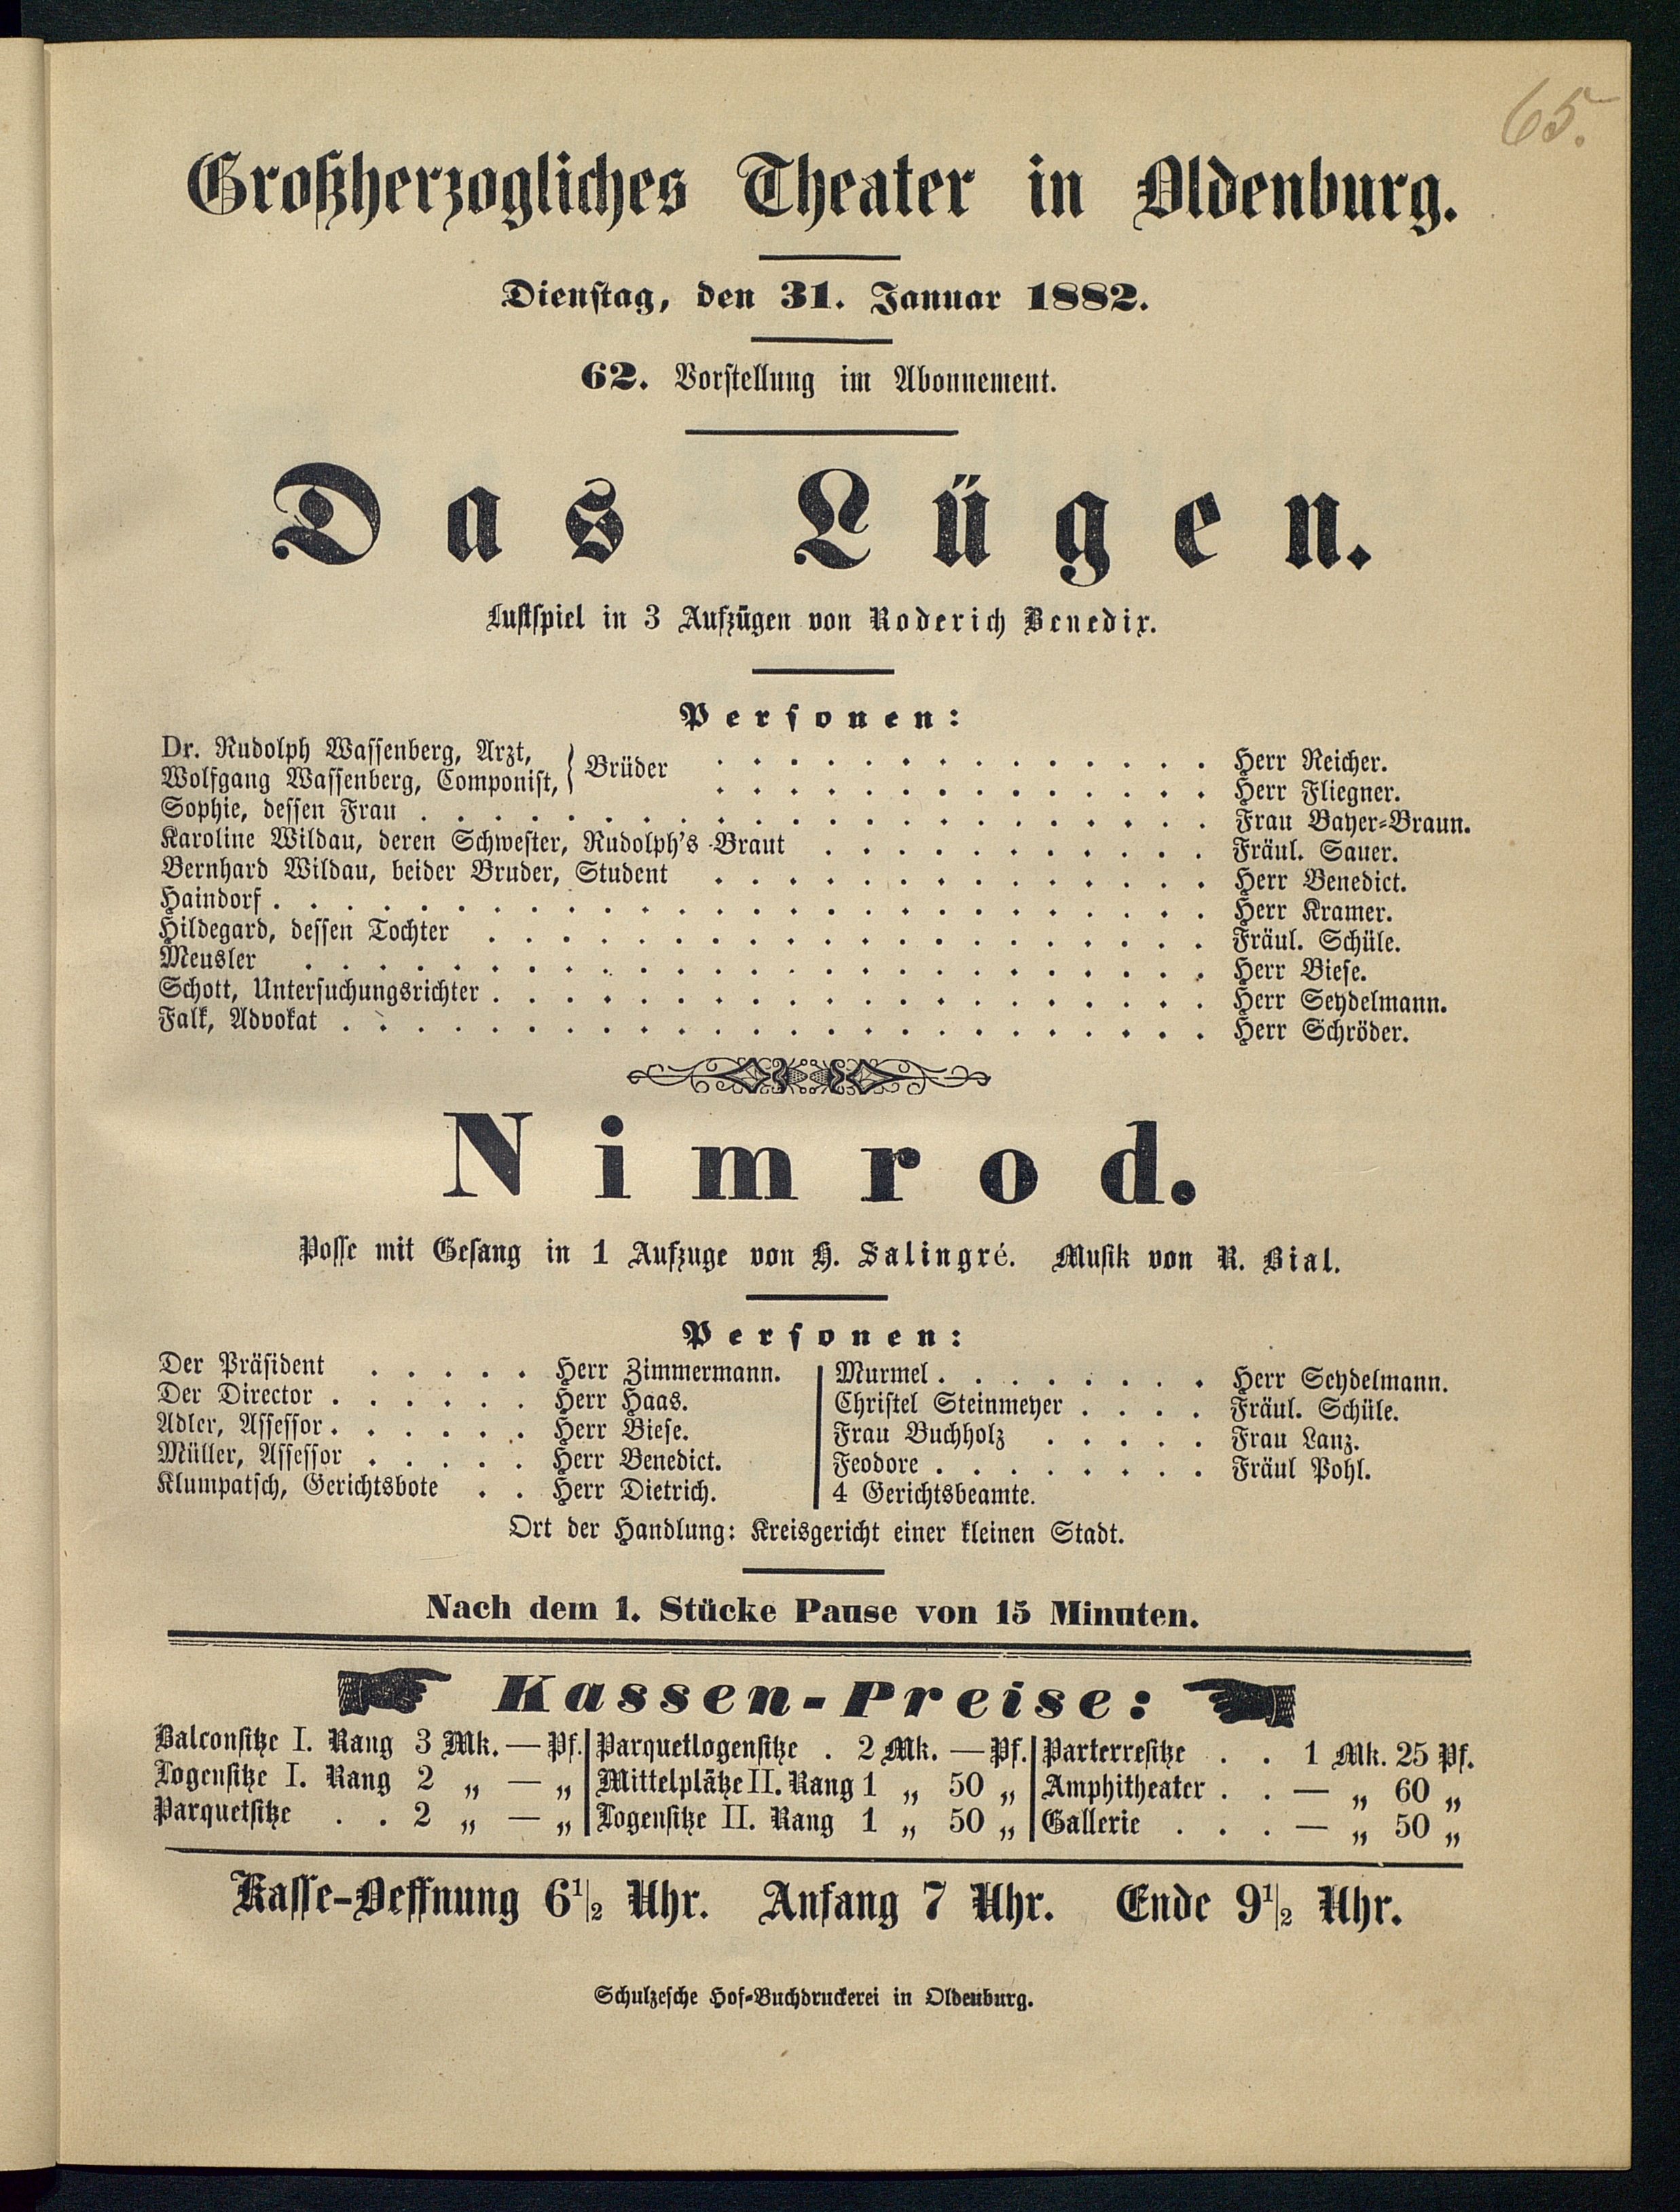 65.
Großherzogliches Theater in Oldenburg.
Dienstag, den 31. Januar 1882.
62. Vorstellung im Abonnement.
Das Lügen.
Lustspiel in 3 Aufzügen von Roderich Benedix.
Personen:
Dr. Rudolph Wassenberg, Arzt, } Brüder . . . . . . . . . . . . . . Herr Reicher.
Wolfgang Wassenberg, Componist, . . . . . . . . . . . . . . Herr Fliegner.
Sophie, dessen Frau . . . . . . . . . . . . . . . . . . . . . . Frau Bayer-Braun.
Karoline Wildau, deren Schwester, Rudolph's Braut . . . . . . . . . . . Fräul. Sauer.
Bernhard Wildau, beider Bruder, Student . . . . . . . . . . . . . . Herr Benedict.
Haindorf . . . . . . . . . . . . . . . . . . . . . . . . . . Herr Kramer.
Hildegard, dessen Tochter . . . . . . . . . . . . . . . . . . . . Fräul. Schüle.
Meusler . . . . . . . . . . . . . . . . . . . . . . . . . Herr Biese.
Schott, Untersuchungsrichter . . . . . . . . . . . . . . . . . . . . Herr Seydelmann.
Falk, Advokat . . . . . . . . . . . . . . . . . . . . . . . . Herr Schröder.
Nimrod.
Posse mit Gesang in 1 Aufzuge von H. Salingré. Musik von R. Bial.
Personen:
Der Präsident . . . . . Herr Zimmermann.
Der Director . . . . . . Herr Haas.
Adler, Assessor . . . . . . Herr Biese.
Müller, Assessor . . . . . Herr Benedict.
Klumpatsch, Gerichtsbote . . Herr Dietrich.
Murmel . . . . . . . . Herr Seydelmann.
Christel Steinmeyer . . . . Fräul. Schüle.
Frau Buchholz . . . . . Frau Lanz.
Feodore . . . . . . . . Fräul Pohl.
4 Gerichtsbeamte.
Ort der Handlung: Kreisgericht einer kleinen Stadt.
Nach dem 1. Stücke Pause von 15 Minuten.
Kassen-Preise:
Balconsitze I. Rang 3 Mk. — Pf. | Parquetlogensitze . 2 Mk. — Pf. | Parterresitze . . 1 Mk. 25 Pf.
Logensitze I. Rang 2 „ — „ | Mittelplätze II. Rang 1 „ 50 „ | Amphitheater . . — „ 60 „
Parquetsitze . . 2 „ — „ | Logensitze II. Rang 1 „ 50 „ | Gallerie . . . — „ 50 „
Kasse-Oeffnung 6½ Uhr. Anfang 7 Uhr. Ende 9½ Uhr.
Schulzesche Hof-Buchdruckerei in Oldenburg.